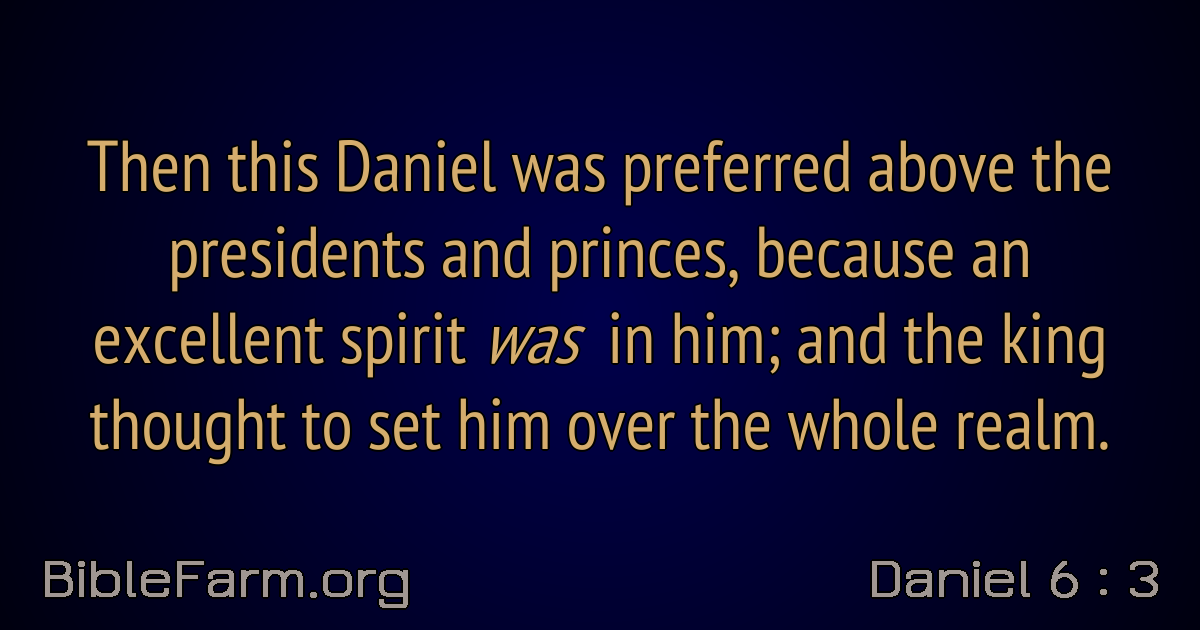 Then this Daniel was preferred above the
presidents and princes, because an
excellent spirit was in him; and the king
thought to set him over the whole realm.
BibleFarm.org
Daniel 6 : 3